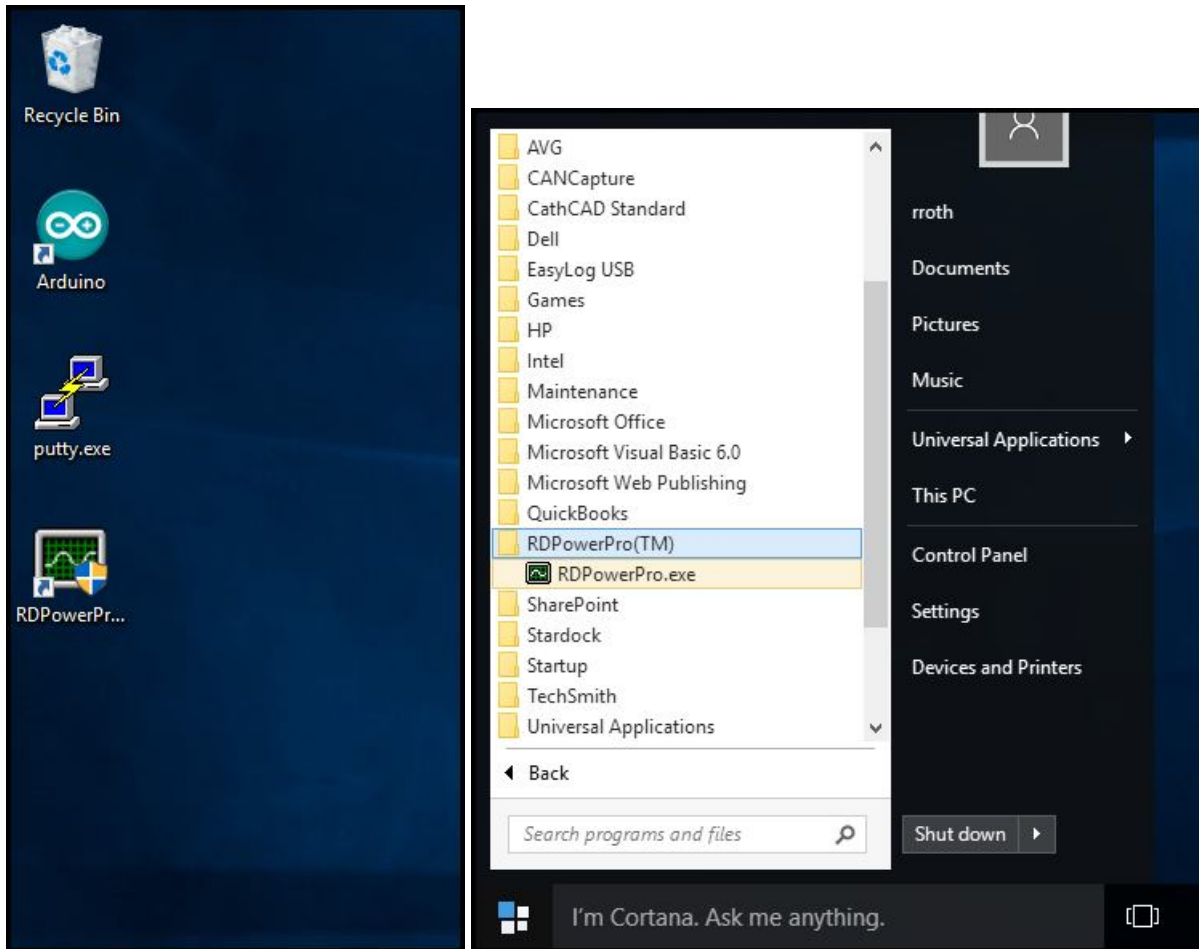 Recycle Bin
Arduino
putty.exe
RDPowerPr...
AVG
CANCapture
CathCAD Standard
Dell
EasyLog USB
Games
HP
Intel
Maintenance
Microsoft Office
Microsoft Visual Basic 6.0
Microsoft Web Publishing
QuickBooks
RDPowerPro(TM)
RDPowerPro.exe
SharePoint
Stardock
Startup
TechSmith
Universal Applications
Back
Search programs and files
rroth
Documents
Pictures
Music
Universal Applications
This PC
Control Panel
Settings
Devices and Printers
Shut down
I'm Cortana. Ask me anything.